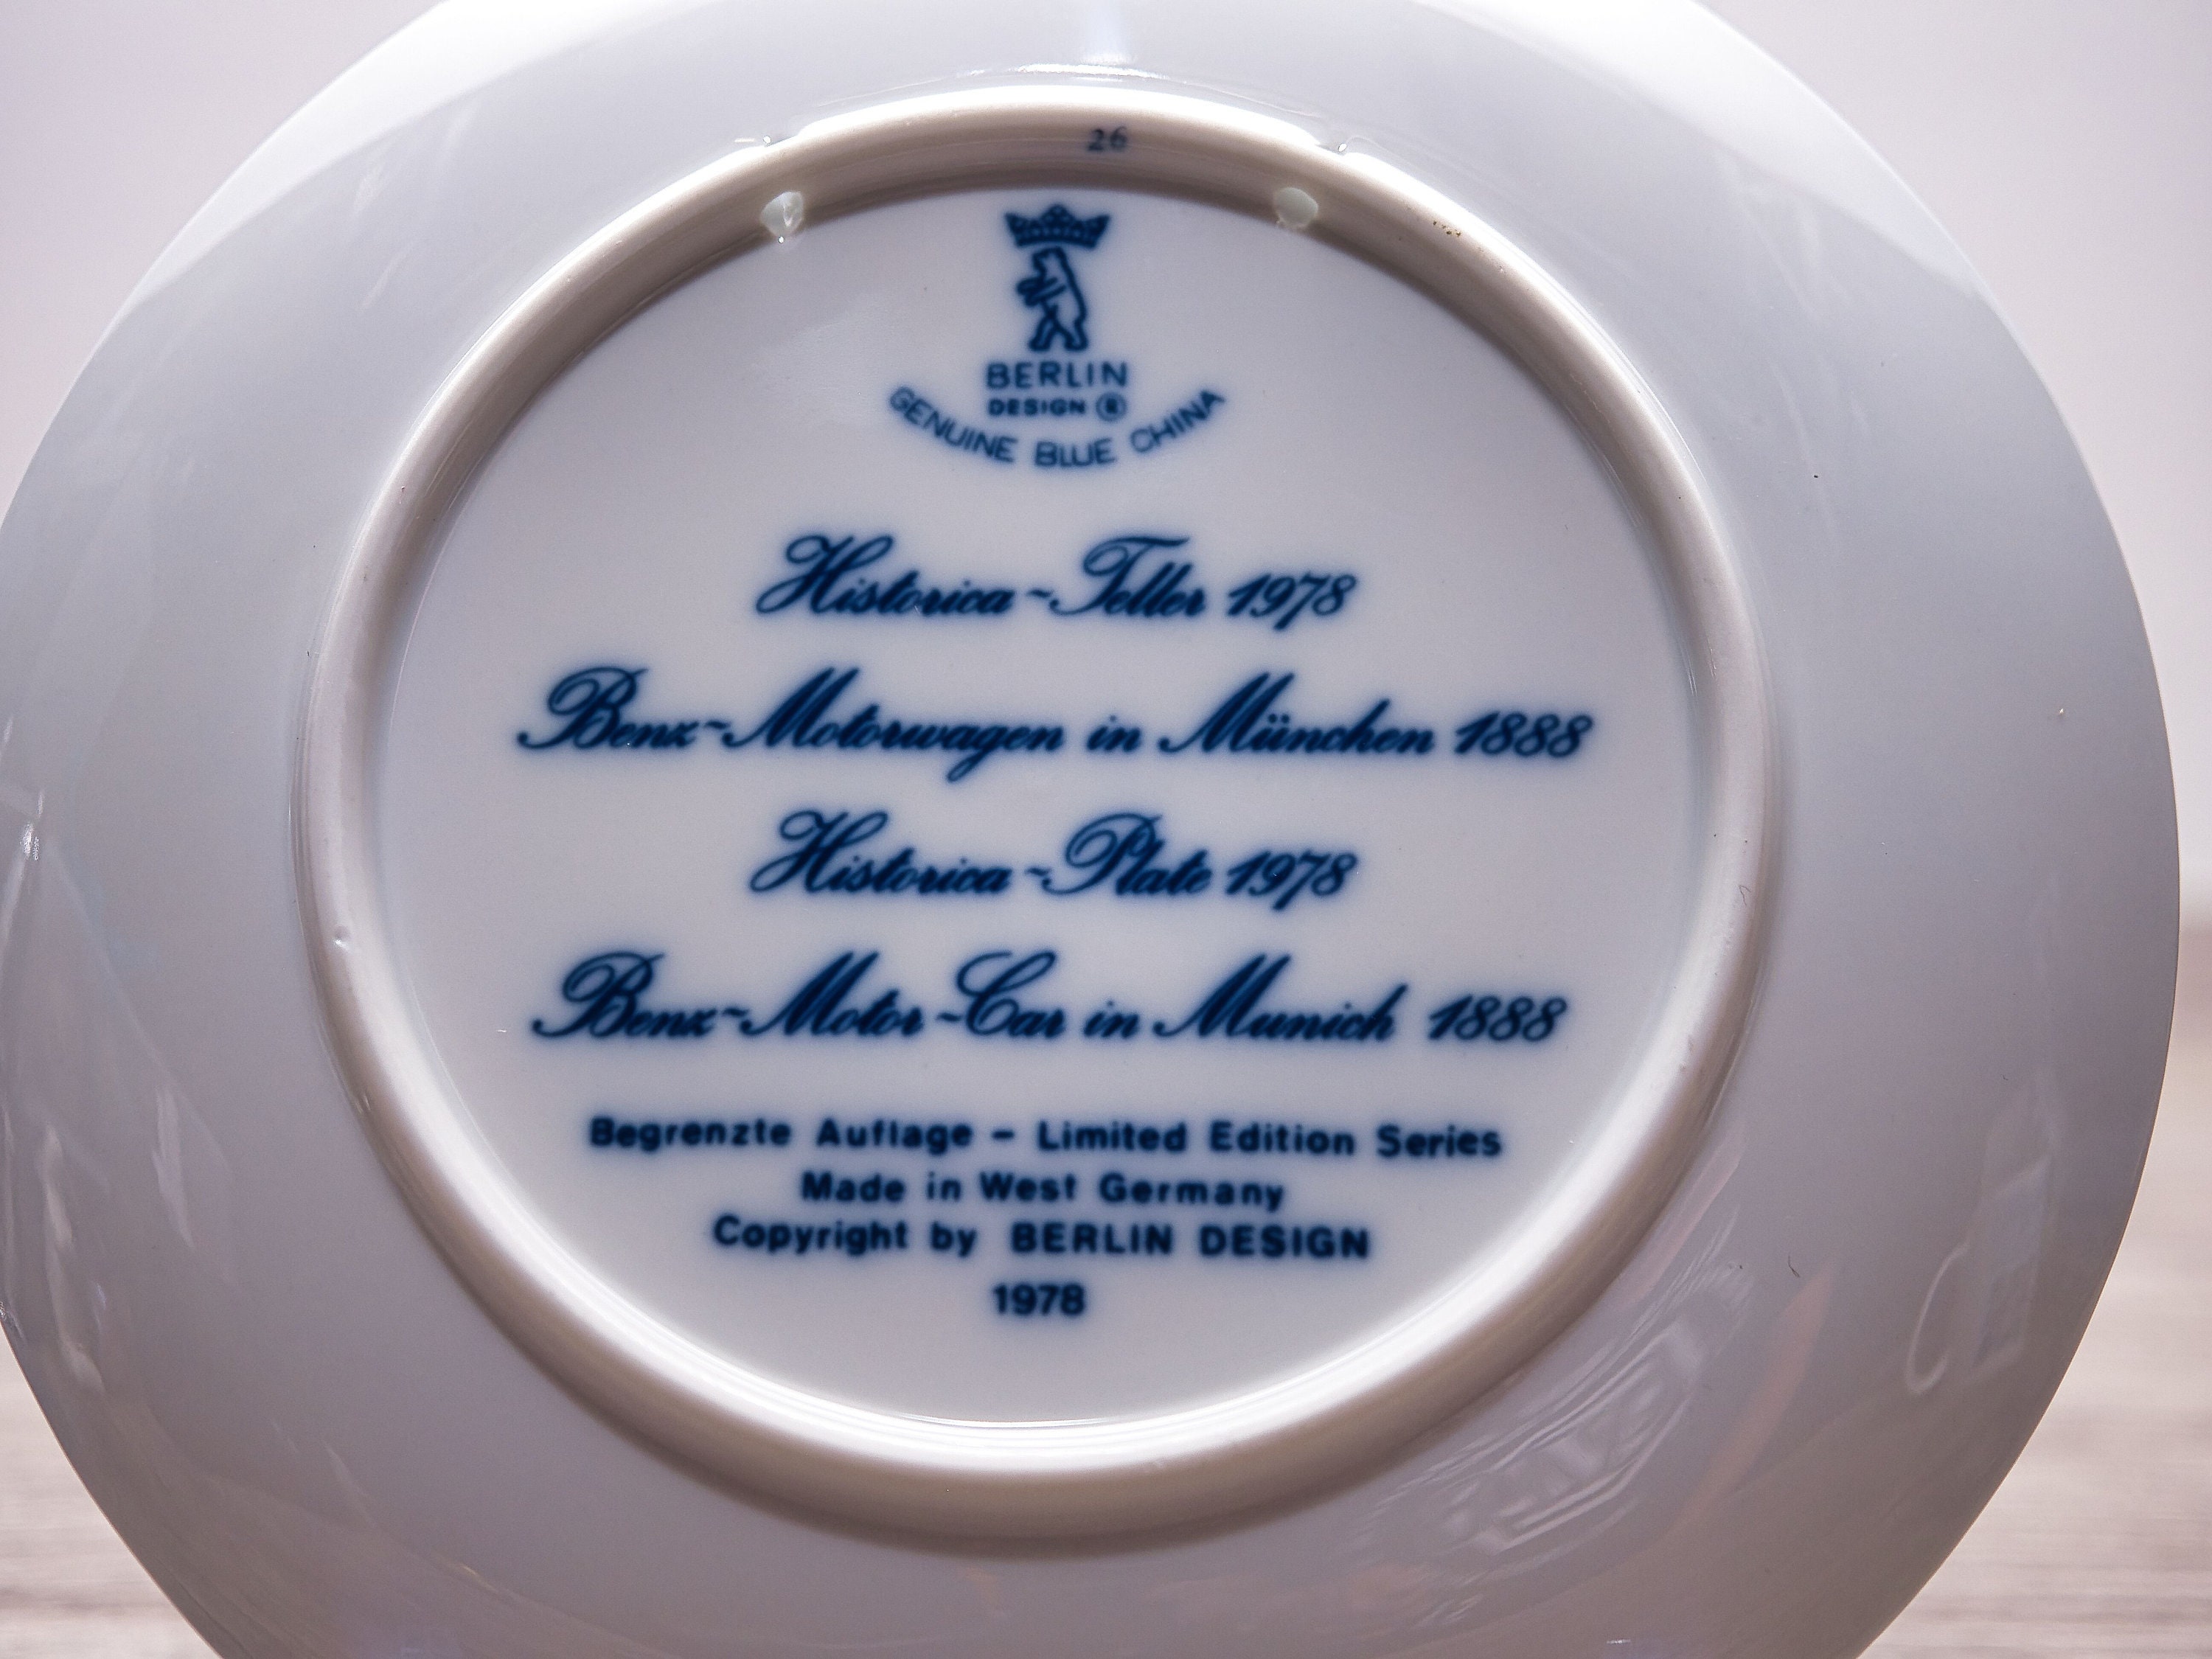 26
BERLIN
DESIGN ®
GENUINE BLUE CHINA
Historica-Teller 1978
Benz-Motorwagen in München 1888
Historica-Plate 1978
Benz-Motor-Car in Munich 1888
Begrenzte Auflage - Limited Edition Series
Made in West Germany
Copyright by BERLIN DESIGN
1978